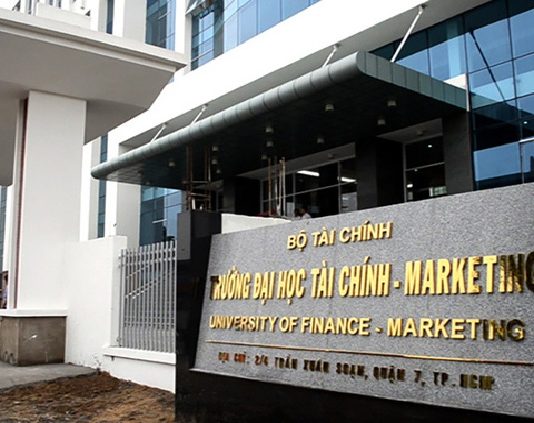 BỘ TÀI CHÍNH
TRƯỜNG ĐẠI HỌC TÀI CHÍNH - MARKETING
UNIVERSITY OF FINANCE - MARKETING
ĐỊA CHỈ: 2/4 TRẦN XUÂN SOẠN, QUẬN 7, TP.HCM